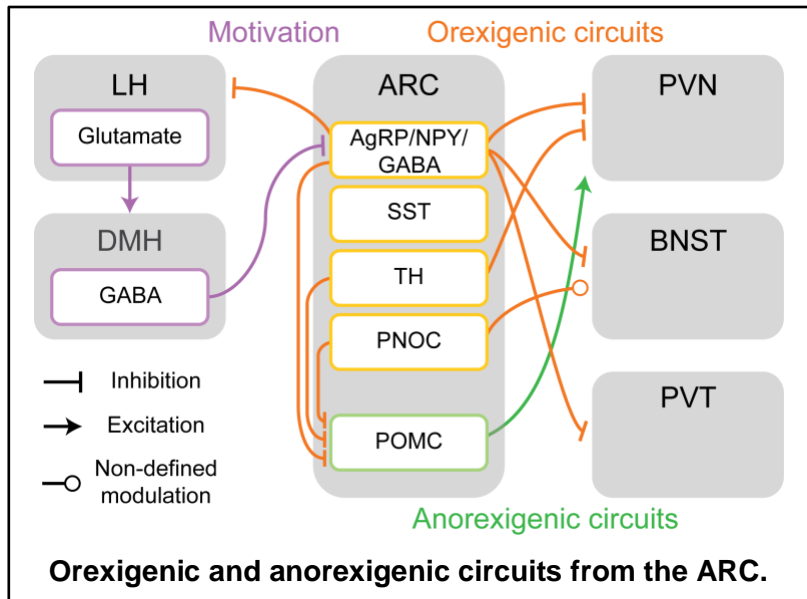 Motivation
Orexigenic circuits
LH
Glutamate
DMH
GABA
ARC
AgRP/NPY/
GABA
SST
TH
PNOC
POMC
PVN
BNST
PVT
Inhibition
Excitation
Non-defined
modulation
Anorexigenic circuits
Orexigenic and anorexigenic circuits from the ARC.